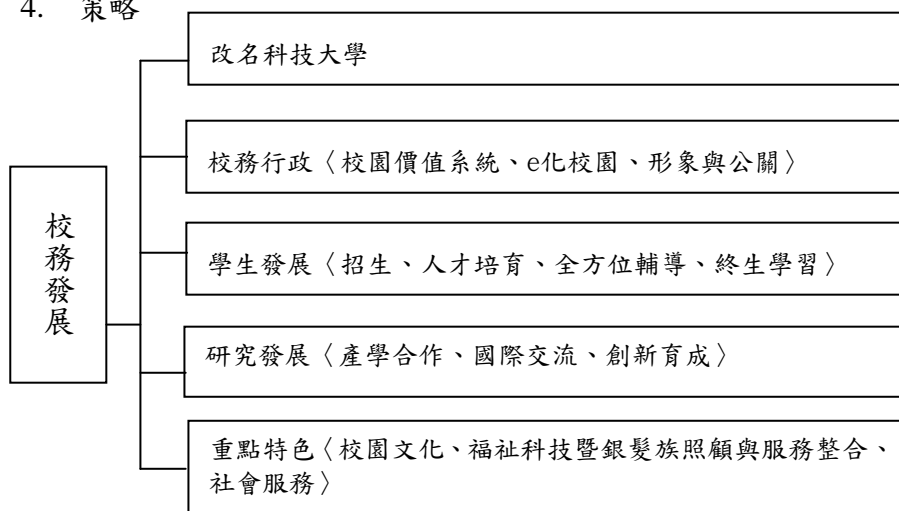 4. 策略
改名科技大學
校務行政〈校園價值系統、e化校園、形象與公關〉
校務發展
學生發展〈招生、人才培育、全方位輔導、終生學習〉
研究發展〈產學合作、國際交流、創新育成〉
重點特色〈校園文化、福祉科技暨銀髮族照顧與服務整合、
社會服務〉